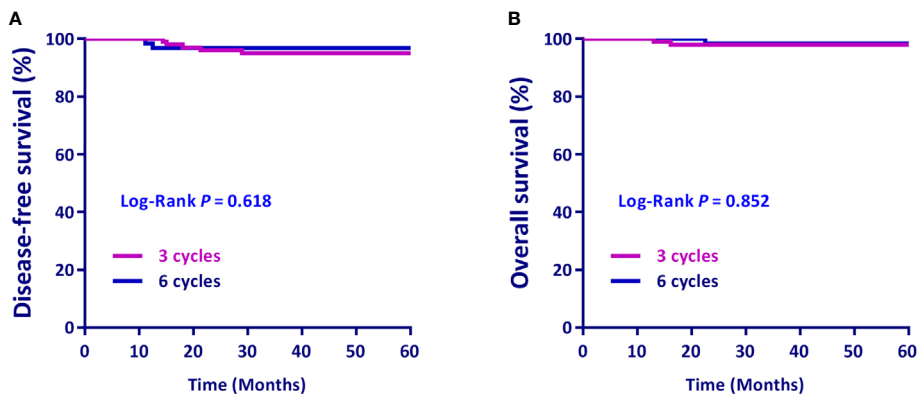 A
Disease-free survival (%)
100
80
60
40
20
0
Log-Rank P = 0.618
3 cycles
6 cycles
0 10 20 30 40 50 60
Time (Months)
B
Overall survival (%)
100
80
60
40
20
0
Log-Rank P = 0.852
3 cycles
6 cycles
0 10 20 30 40 50 60
Time (Months)